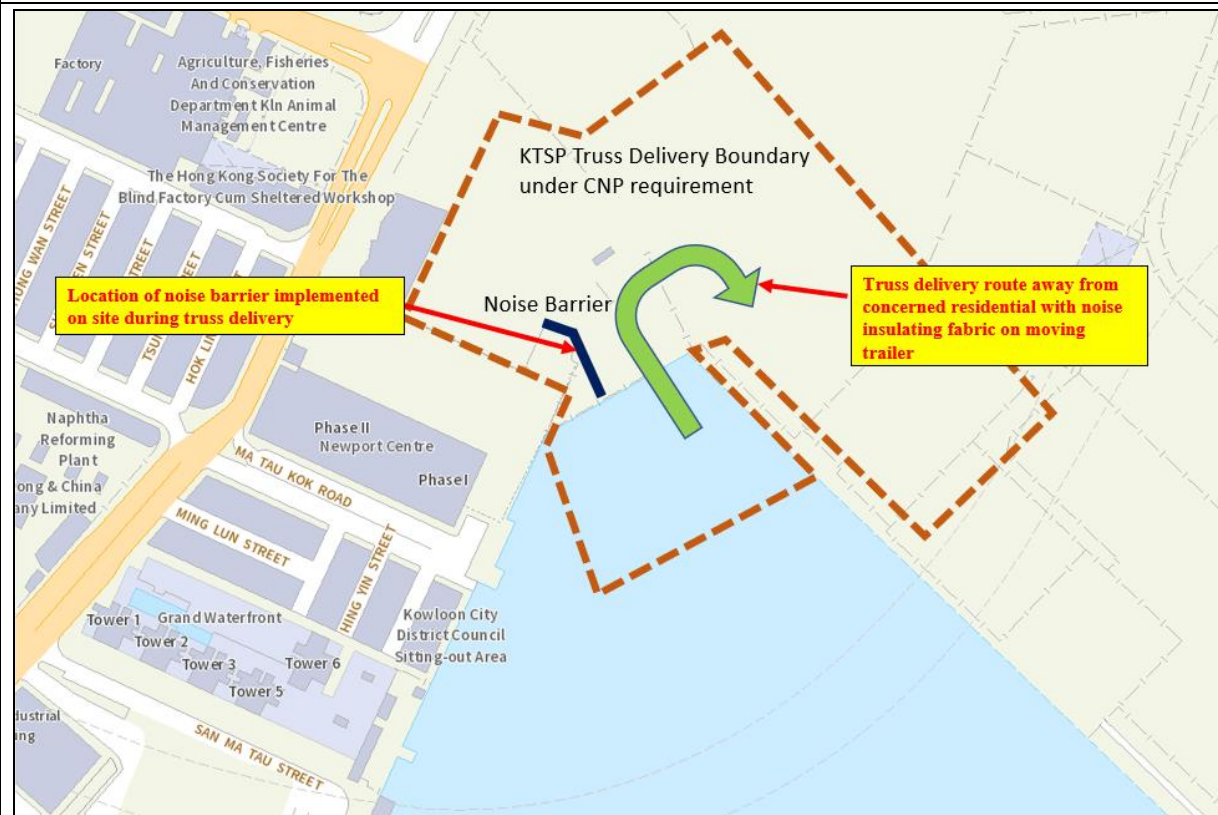 Factory
Agriculture, Fisheries
And Conservation
Department Kln Animal
Management Centre
The Hong Kong Society For The
Blind Factory Cum Sheltered Workshop
KTSP Truss Delivery Boundary
under CNP requirement
STREET
STREET
HOK LIN
Location of noise barrier implemented
on site during truss delivery
Noise Barrier
Truss delivery route away from
concerned residential with noise
insulating fabric on moving
trailer
Naphtha
Reforming
Plant
ong & China
any Limited
Phase II
Newport Centre
Phase I
MA TAU KOK ROAD
MING LUN STREET
HING YIN STREET
Tower 1
Grand Waterfront
Tower 2
Tower 3
Tower 6
Tower 5
Kowloon City
District Council
Sitting-out Area
SAN MA TAU STREET